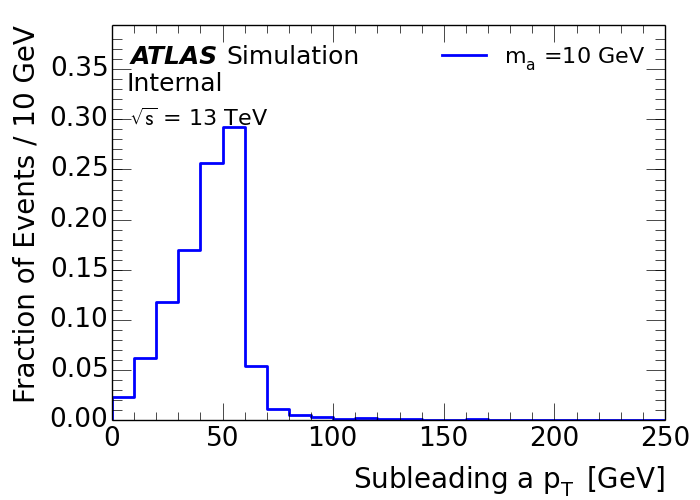 ATLAS Simulation
Internal
√s = 13 TeV
m_a =10 GeV
Fraction of Events / 10 GeV
0.35
0.30
0.25
0.20
0.15
0.10
0.05
0.00
0 50 100 150 200 250
Subleading a p_T [GeV]